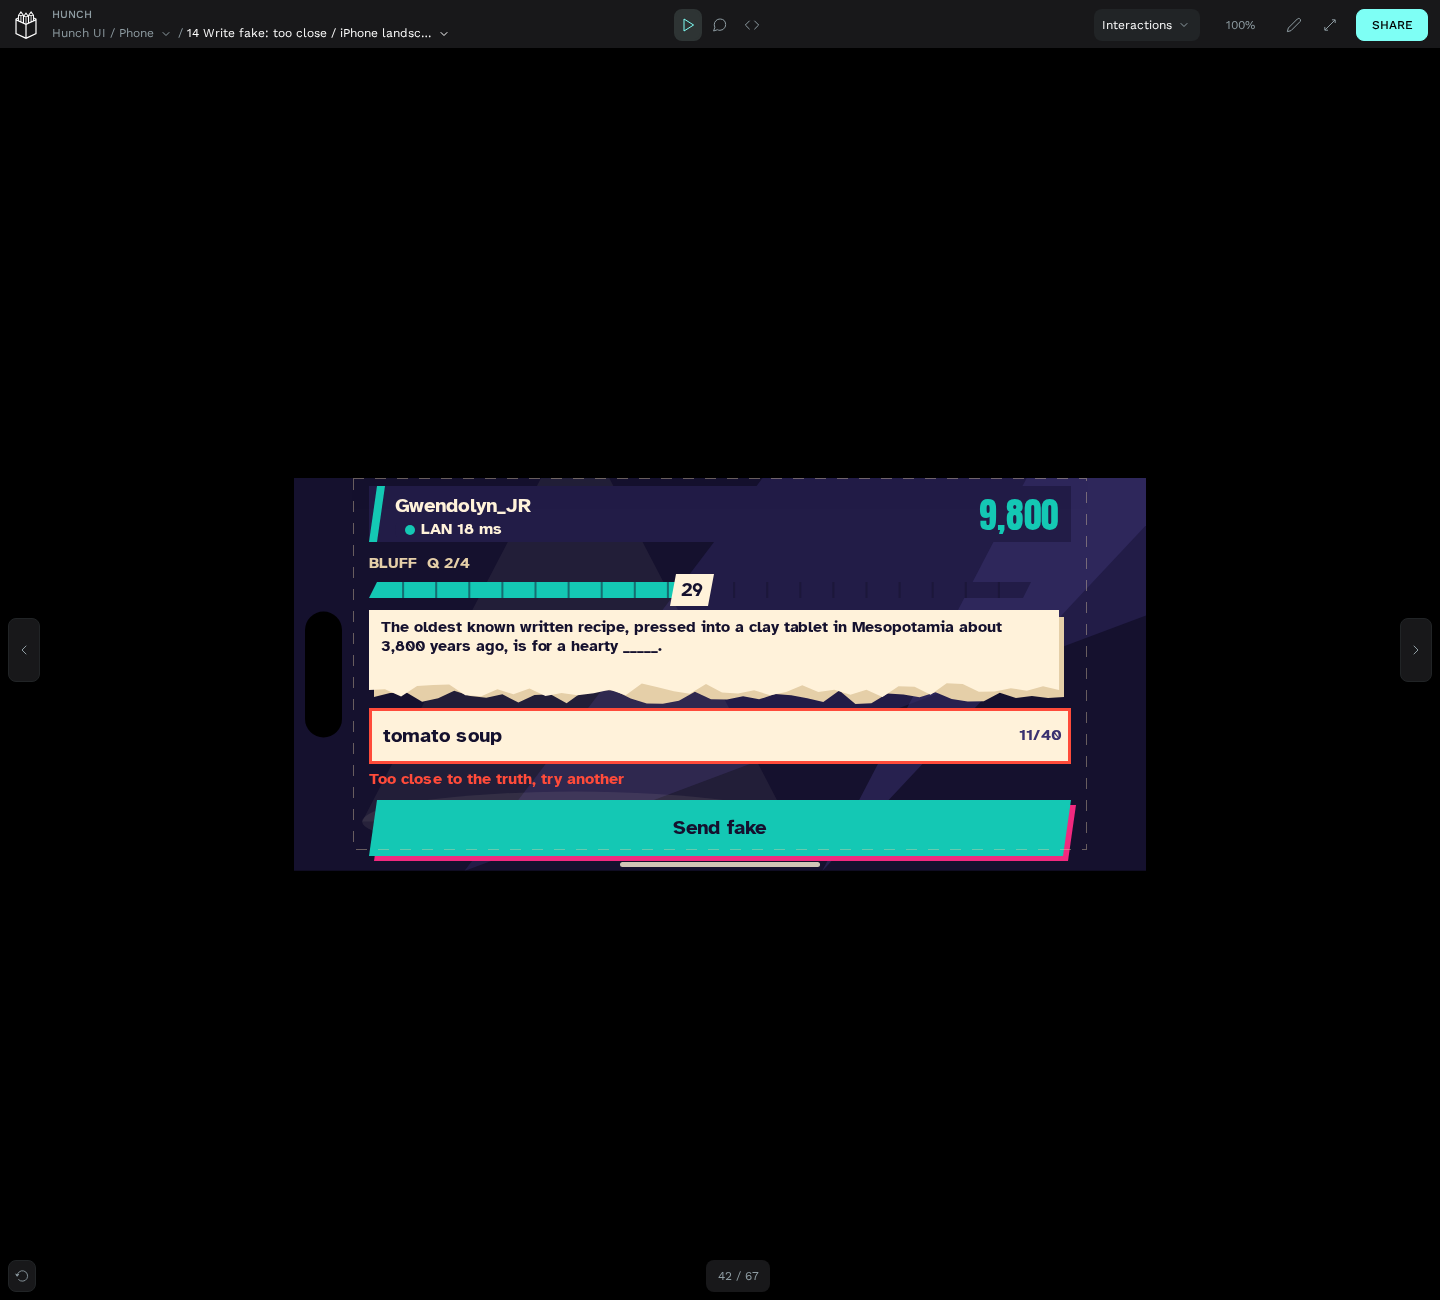 HUNCH
Hunch UI / Phone / 14 Write fake: too close / iPhone landsc...
Interactions
100%
SHARE
Gwendolyn_JR
LAN 18 ms
9,800
BLUFF Q 2/4
29
The oldest known written recipe, pressed into a clay tablet in Mesopotamia about
3,800 years ago, is for a hearty _____.
tomato soup
11/40
Too close to the truth, try another
Send fake
42 / 67